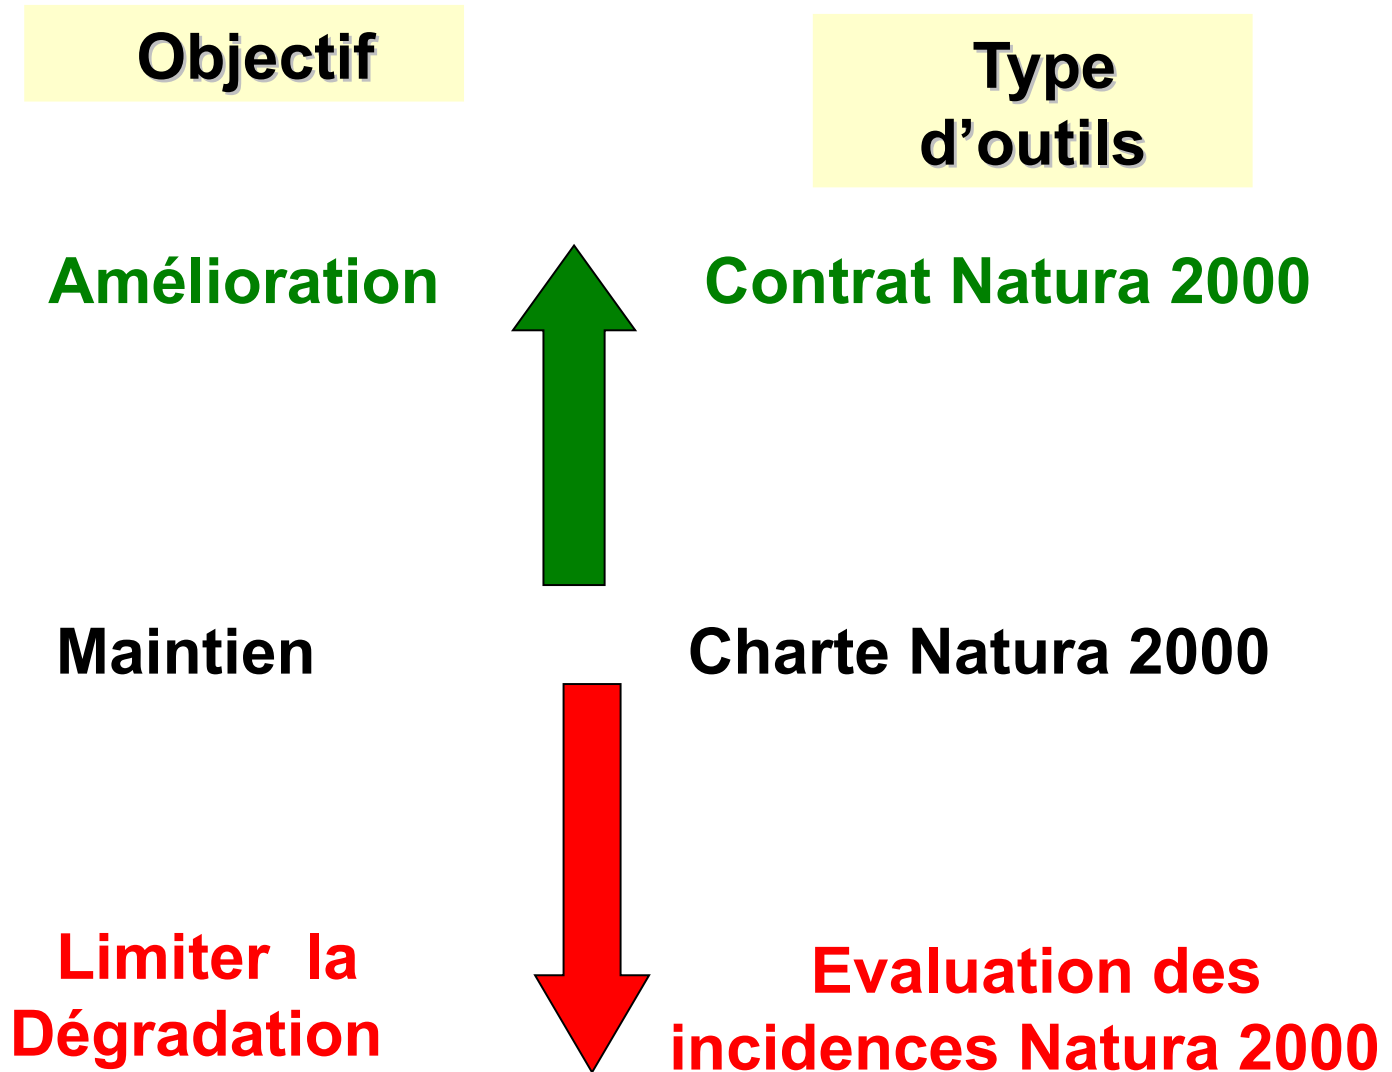 Objectif
Type
d’outils
Amélioration
Contrat Natura 2000
Maintien
Charte Natura 2000
Limiter  la
Dégradation
Evaluation des
incidences Natura 2000